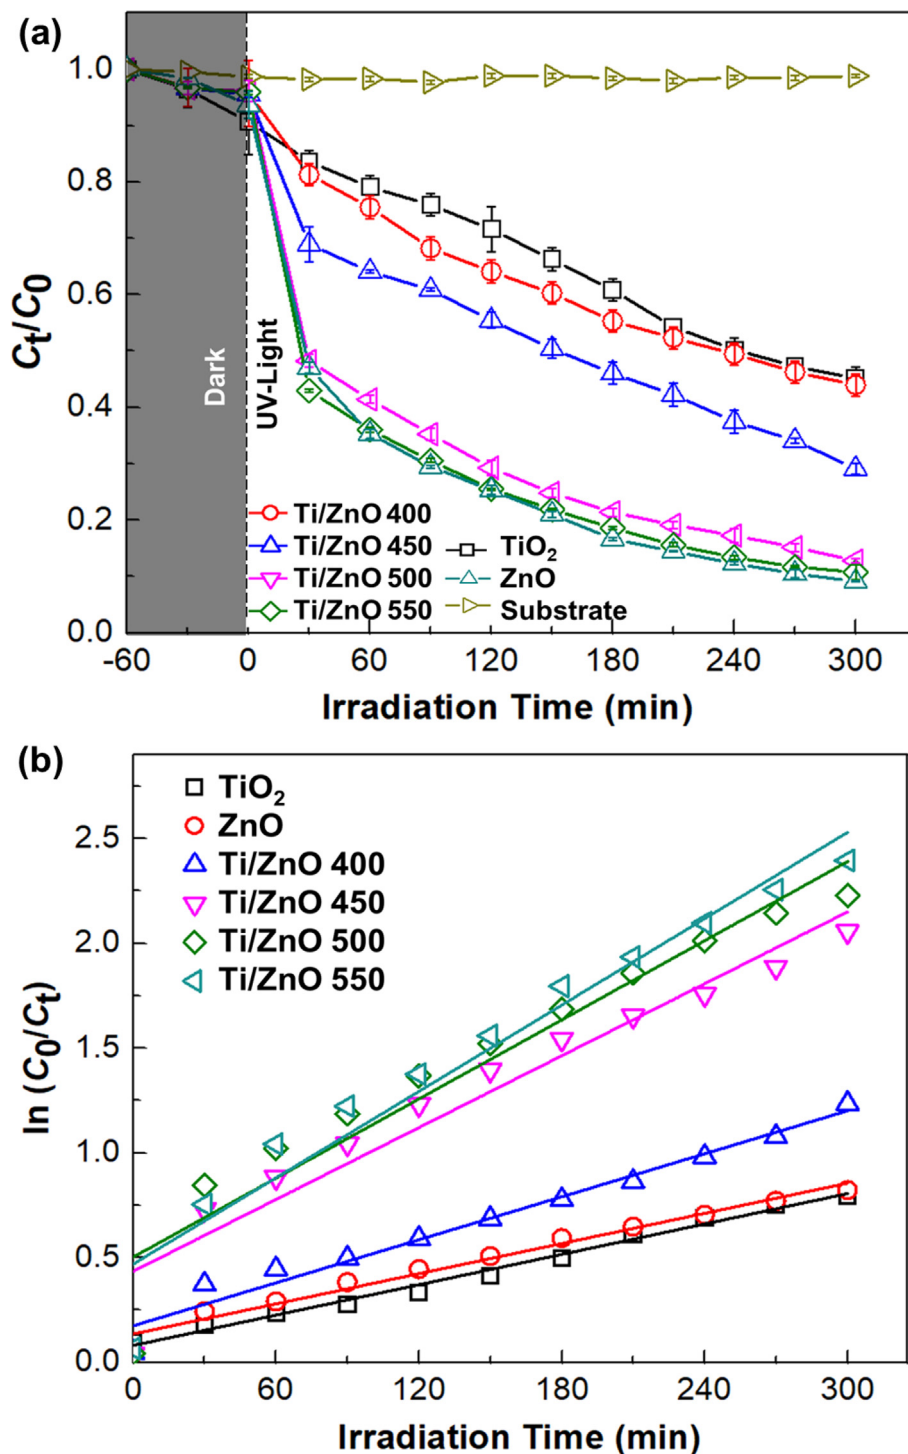 (a)
1.0
0.8
0.6
0.4
0.2
0.0
Ct/C0
Dark
UV-Light
Ti/ZnO 400
Ti/ZnO 450
Ti/ZnO 500
Ti/ZnO 550
TiO2
ZnO
Substrate
-60 0 60 120 180 240 300
Irradiation Time (min)
(b)
TiO2
ZnO
Ti/ZnO 400
Ti/ZnO 450
Ti/ZnO 500
Ti/ZnO 550
2.5
2.0
1.5
1.0
0.5
0.0
ln (C0/Ct)
0 60 120 180 240 300
Irradiation Time (min)